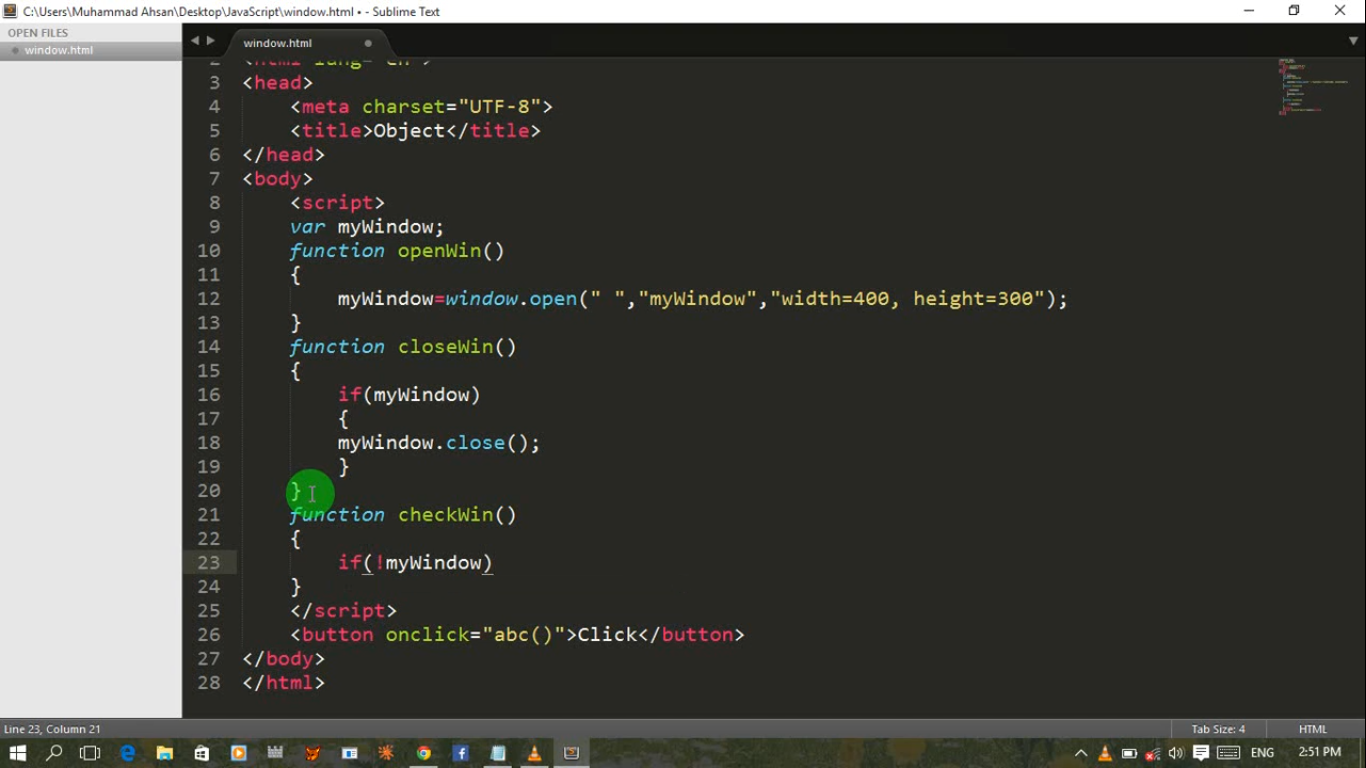 C:\Users\Muhammad Ahsan\Desktop\JavaScript\window.html • - Sublime Text
OPEN FILES
window.html
window.html
2 <html lang="en">
3 <head>
4 <meta charset="UTF-8">
5 <title>Object</title>
6 </head>
7 <body>
8 <script>
9 var myWindow;
10 function openWin()
11 {
12 myWindow=window.open(" ","myWindow","width=400, height=300");
13 }
14 function closeWin()
15 {
16 if(myWindow)
17 {
18 myWindow.close();
19 }
20 }
21 function checkWin()
22 {
23 if(!myWindow)
24 }
25 </script>
26 <button onclick="abc()">Click</button>
27 </body>
28 </html>
Line 23, Column 21
Tab Size: 4
HTML
ENG
2:51 PM